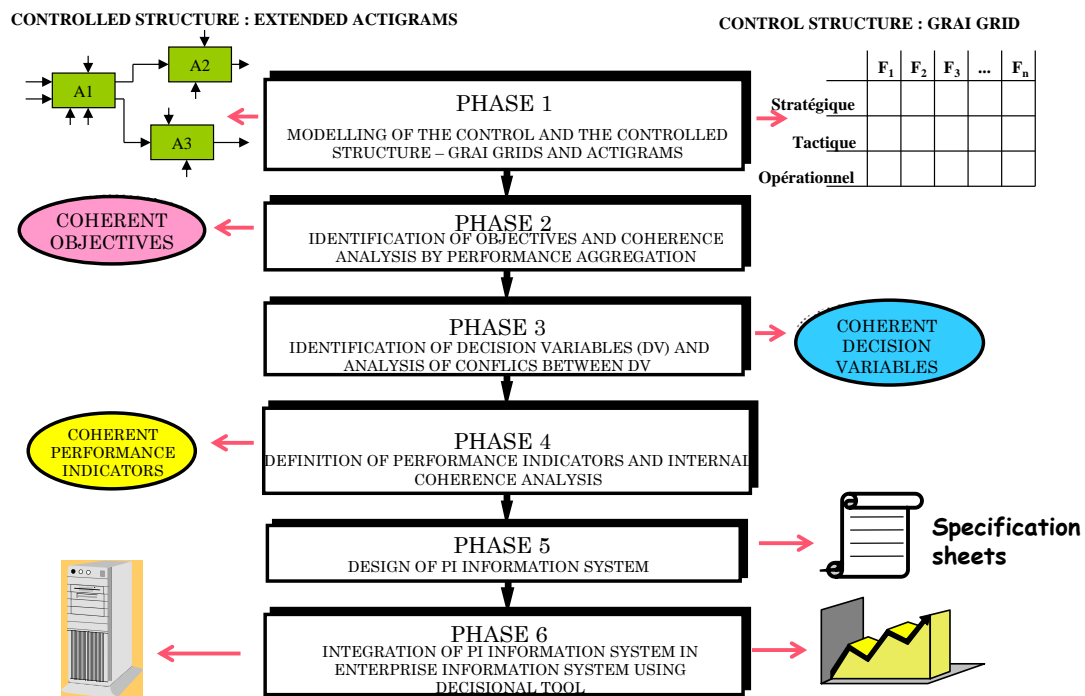 CONTROLLED STRUCTURE : EXTENDED ACTIGRAMS
A1
A2
A3
CONTROL STRUCTURE : GRAI GRID
F1 F2 F3 ... Fn
Stratégique
Tactique
Opérationnel
PHASE 1
MODELLING OF THE CONTROL AND THE CONTROLLED
STRUCTURE – GRAI GRIDS AND ACTIGRAMS
COHERENT
OBJECTIVES
PHASE 2
IDENTIFICATION OF OBJECTIVES AND COHERENCE
ANALYSIS BY PERFORMANCE AGGREGATION
PHASE 3
IDENTIFICATION OF DECISION VARIABLES (DV) AND
ANALYSIS OF CONFLICS BETWEEN DV
COHERENT
DECISION
VARIABLES
COHERENT
PERFORMANCE
INDICATORS
PHASE 4
DEFINITION OF PERFORMANCE INDICATORS AND INTERNAL
COHERENCE ANALYSIS
PHASE 5
DESIGN OF PI INFORMATION SYSTEM
Specification
sheets
PHASE 6
INTEGRATION OF PI INFORMATION SYSTEM IN
ENTERPRISE INFORMATION SYSTEM USING
DECISIONAL TOOL